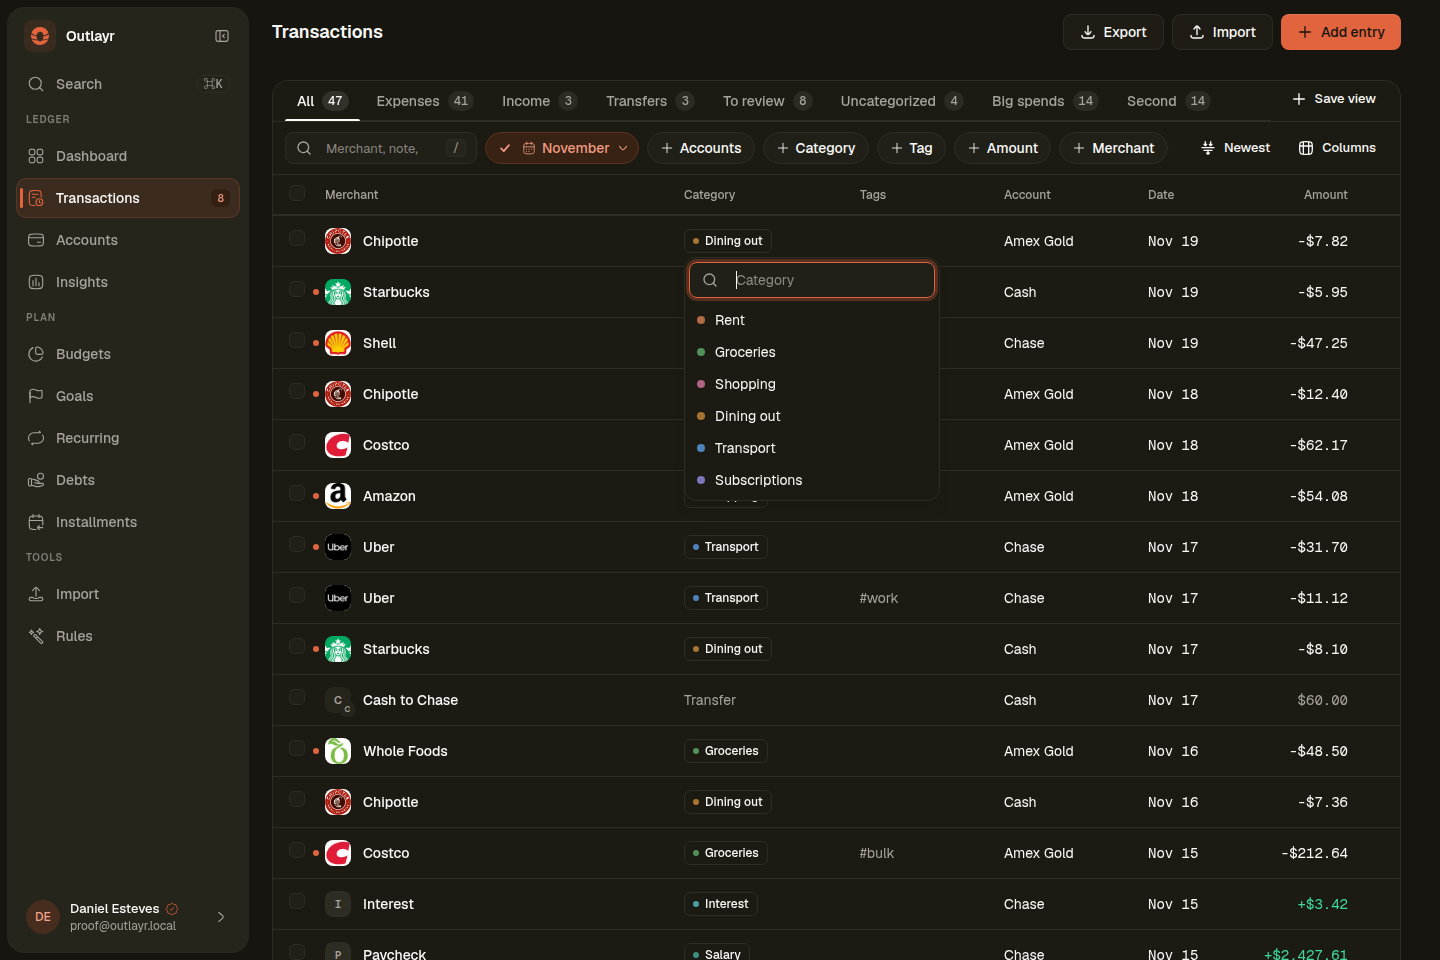 Outlayr
Search ⌘K
LEDGER
Dashboard
Transactions 8
Accounts
Insights
PLAN
Budgets
Goals
Recurring
Debts
Installments
TOOLS
Import
Rules
DE Daniel Esteves
proof@outlayr.local
Transactions
Export Import Add entry
All 47 Expenses 41 Income 3 Transfers 3 To review 8 Uncategorized 4 Big spends 14 Second 14 Save view
Merchant, note, / November Accounts Category Tag Amount Merchant Newest Columns
Merchant Category Tags Account Date Amount
Chipotle Dining out Amex Gold Nov 19 -$7.82
Category
Starbucks Cash Nov 19 -$5.95
Rent
Shell Chase Nov 19 -$47.25
Groceries
Shopping
Chipotle Amex Gold Nov 18 -$12.40
Dining out
Costco Amex Gold Nov 18 -$62.17
Transport
Subscriptions
Amazon Amex Gold Nov 18 -$54.08
Uber Uber Transport Chase Nov 17 -$31.70
Uber Uber Transport #work Chase Nov 17 -$11.12
Starbucks Dining out Cash Nov 17 -$8.10
C C Cash to Chase Transfer Cash Nov 17 $60.00
Whole Foods Groceries Amex Gold Nov 16 -$48.50
Chipotle Dining out Cash Nov 16 -$7.36
Costco Groceries #bulk Amex Gold Nov 15 -$212.64
I Interest Interest Chase Nov 15 +$3.42
P Paycheck Salary Chase Nov 15 +$2,427.61